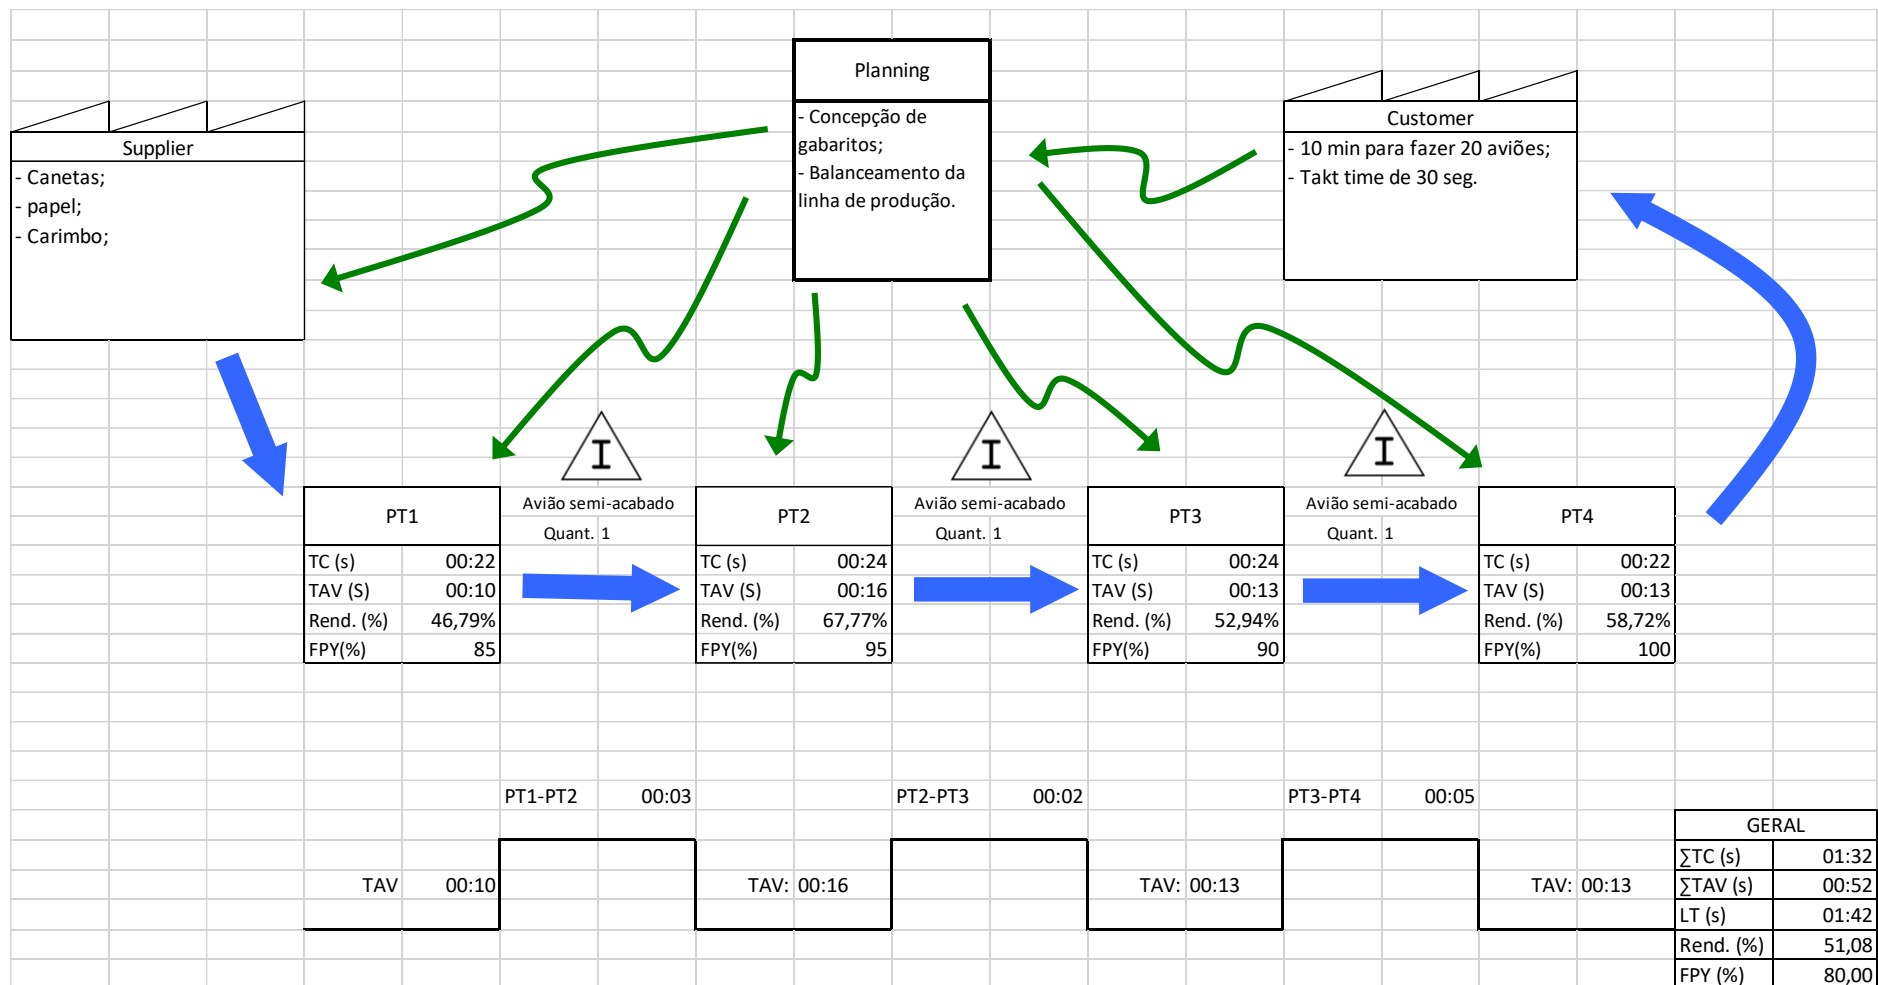 Planning
- Concepção de
gabaritos;
- Balanceamento da
linha de produção.
Customer
- 10 min para fazer 20 aviões;
- Takt time de 30 seg.
Supplier
- Canetas;
- papel;
- Carimbo;
I
I
I
PT1
TC (s) 00:22
TAV (S) 00:10
Rend. (%) 46,79%
FPY(%) 85
Avião semi-acabado
Quant. 1
PT2
TC (s) 00:24
TAV (S) 00:16
Rend. (%) 67,77%
FPY(%) 95
Avião semi-acabado
Quant. 1
PT3
TC (s) 00:24
TAV (S) 00:13
Rend. (%) 52,94%
FPY(%) 90
Avião semi-acabado
Quant. 1
PT4
TC (s) 00:22
TAV (S) 00:13
Rend. (%) 58,72%
FPY(%) 100
PT1-PT2 00:03
PT2-PT3 00:02
PT3-PT4 00:05
TAV 00:10
TAV: 00:16
TAV: 00:13
TAV: 00:13
GERAL
∑TC (s) 01:32
∑TAV (s) 00:52
LT (s) 01:42
Rend. (%) 51,08
FPY (%) 80,00